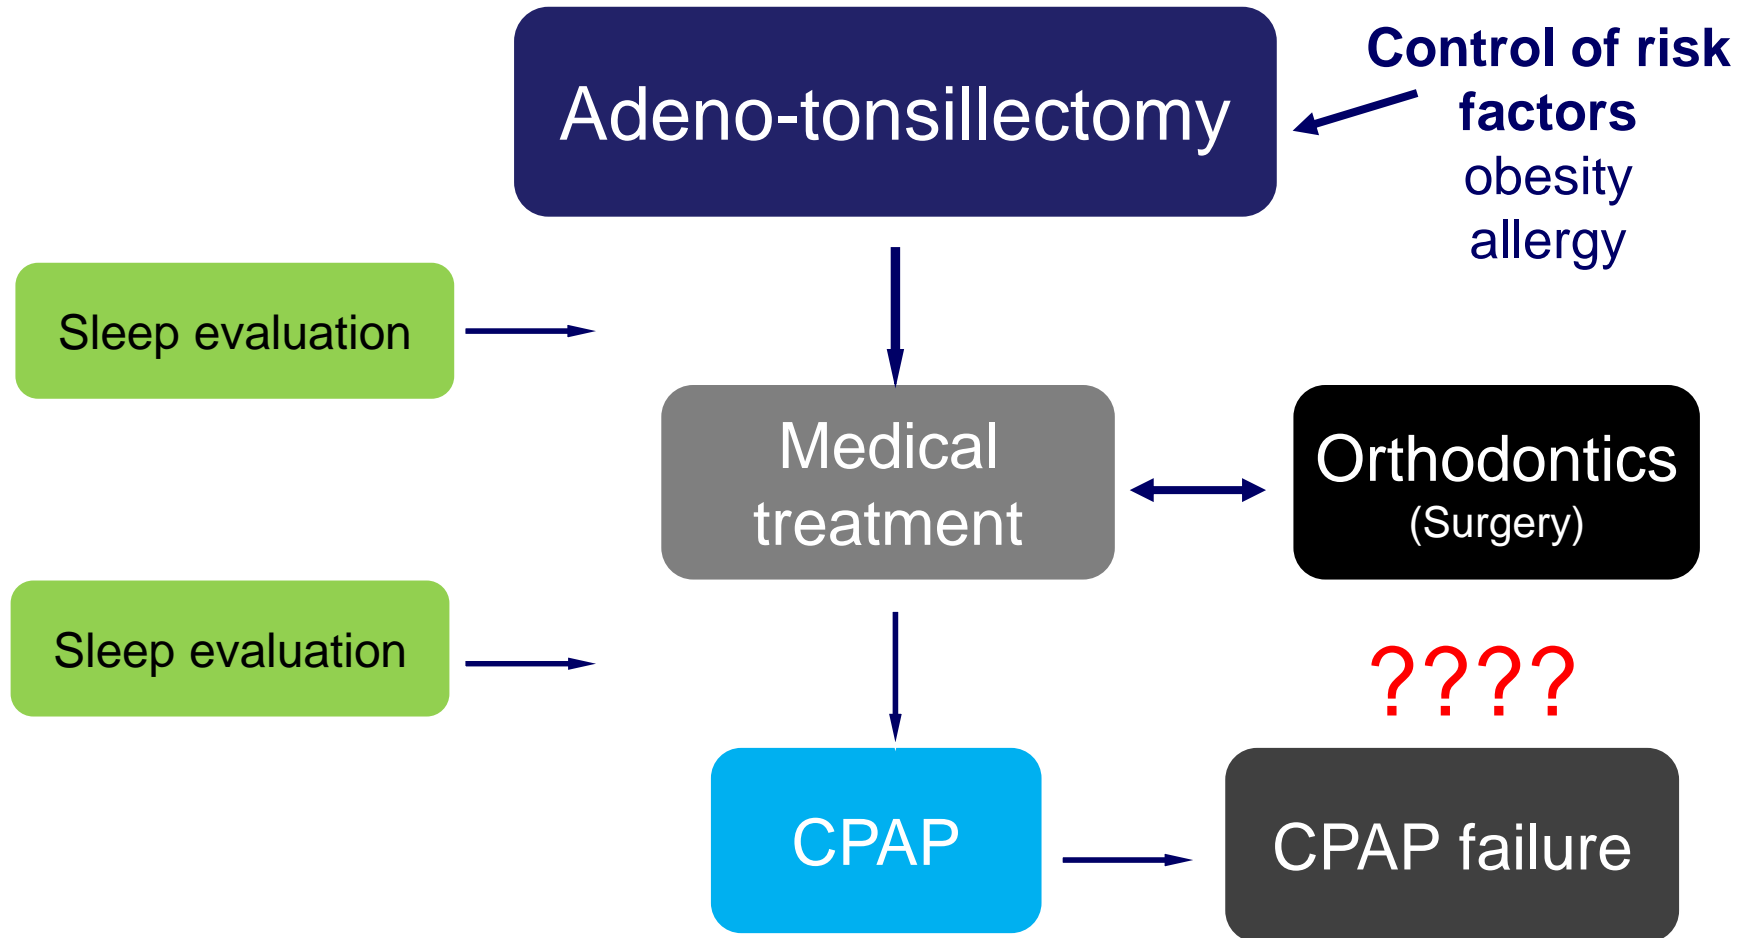 Adeno-tonsillectomy
Control of risk
factors
obesity
allergy
Sleep evaluation
Medical
treatment
Orthodontics
(Surgery)
Sleep evaluation
????
CPAP
CPAP failure